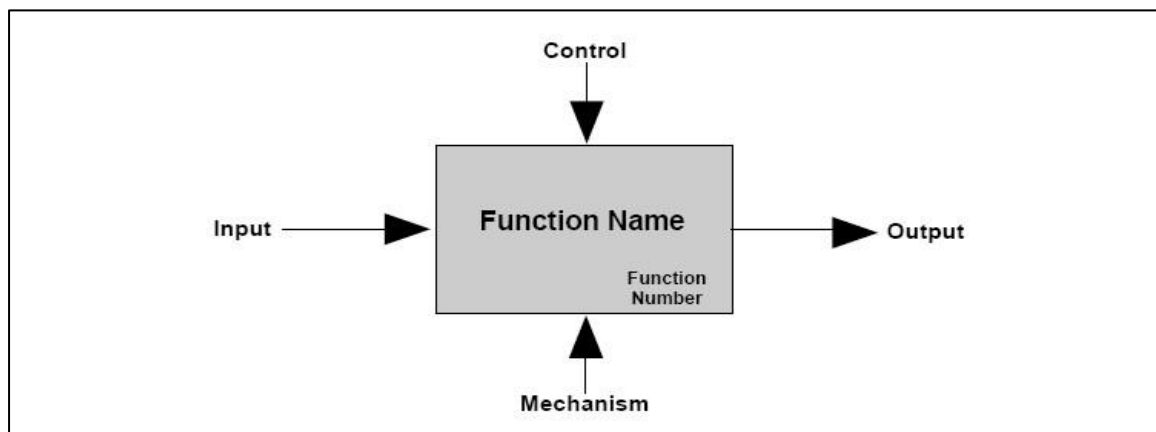 Control
Input
Function Name
Output
Function
Number
Mechanism